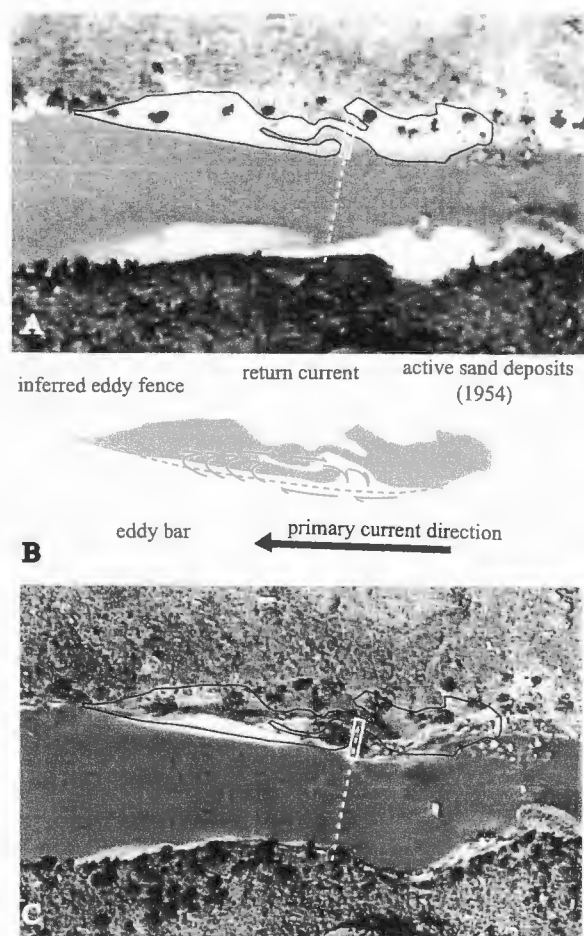 A
inferred eddy fence
return current
active sand deposits
(1954)
eddy bar
primary current direction
B
C